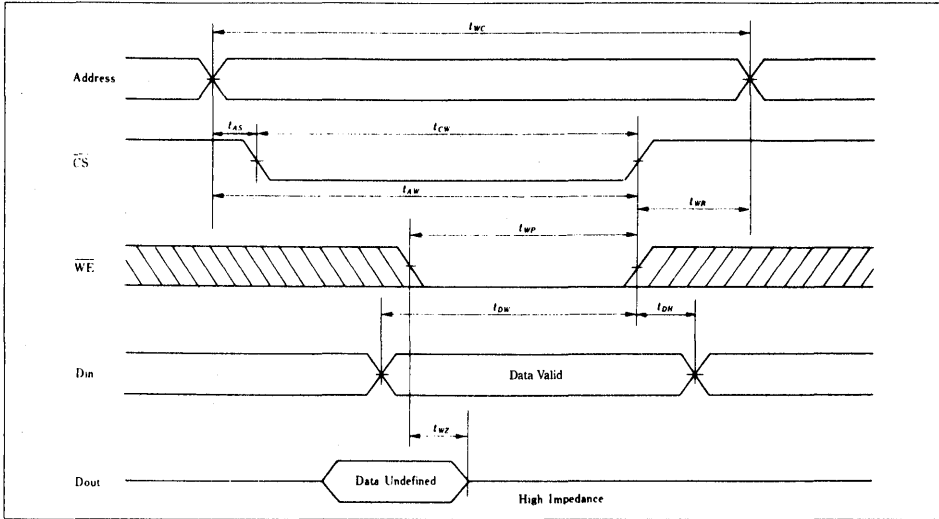 tWC
Address
tAS
tCW
CS
tAW
tWR
tWP
WE
tDW
tDH
Din
Data Valid
tWZ
Dout
Data Undefined
High Impedance